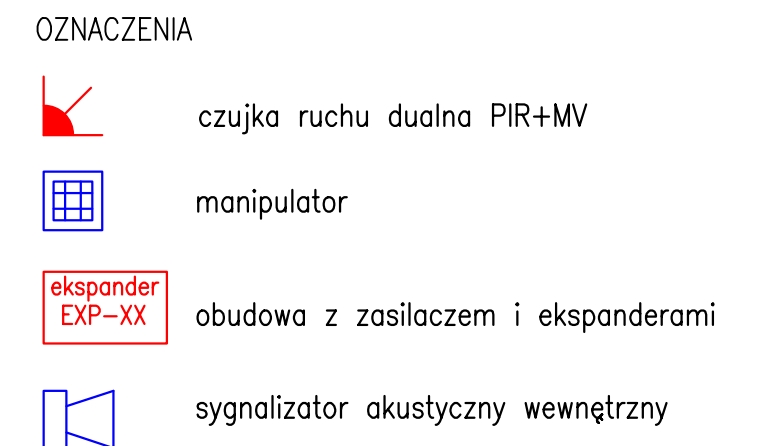 OZNACZENIA
czujka ruchu dualna PIR+MV
manipulator
ekspander
EXP-XX
obudowa z zasilaczem i ekspanderami
sygnalizator akustyczny wewnętrzny